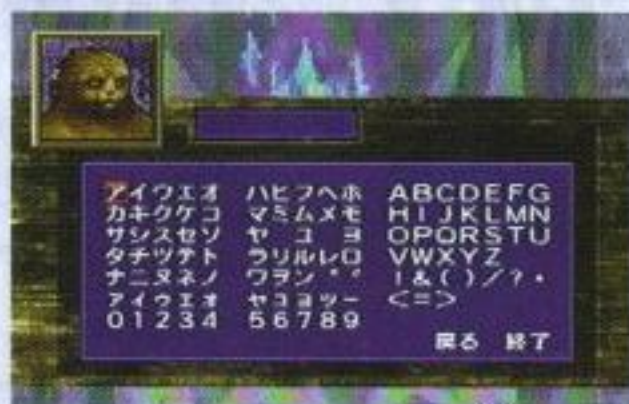 アイウエオ ハヒフヘホ ABCDEFG
カキクケコ マミムメモ HIJKLMN
サシスセソ ヤ ユ ヨ OPQRSTU
タチツテト ラリルレロ VWXYZ
ナニヌネノ ワヲン゛゜ !&()/?・
ァィゥェォ ャュョッー <=>
01234 56789
戻る 終了